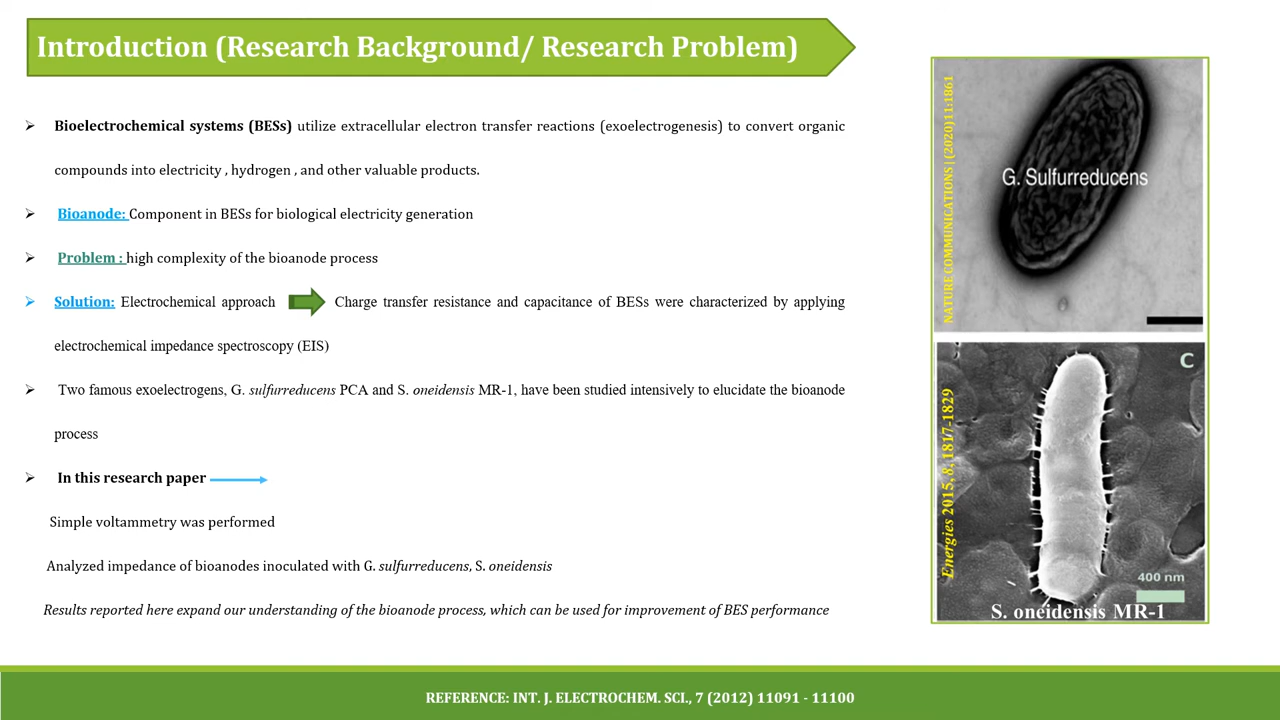 Introduction (Research Background/ Research Problem)
➢ Bioelectrochemical systems (BESs) utilize extracellular electron transfer reactions (exoelectrogenesis) to convert organic
compounds into electricity , hydrogen , and other valuable products.
➢ Bioanode: Component in BESs for biological electricity generation
➢ Problem : high complexity of the bioanode process
➢ Solution: Electrochemical approach Charge transfer resistance and capacitance of BESs were characterized by applying
electrochemical impedance spectroscopy (EIS)
➢ Two famous exoelectrogens, G. sulfurreducens PCA and S. oneidensis MR-1, have been studied intensively to elucidate the bioanode
process
➢ In this research paper
Simple voltammetry was performed
Analyzed impedance of bioanodes inoculated with G. sulfurreducens, S. oneidensis
Results reported here expand our understanding of the bioanode process, which can be used for improvement of BES performance
NATURE COMMUNICATIONS | (2020)11:1861
G. Sulfurreducens
Energies 2015, 8, 1817-1829
C
400 nm
S. oneidensis MR-1
REFERENCE: INT. J. ELECTROCHEM. SCI., 7 (2012) 11091 - 11100